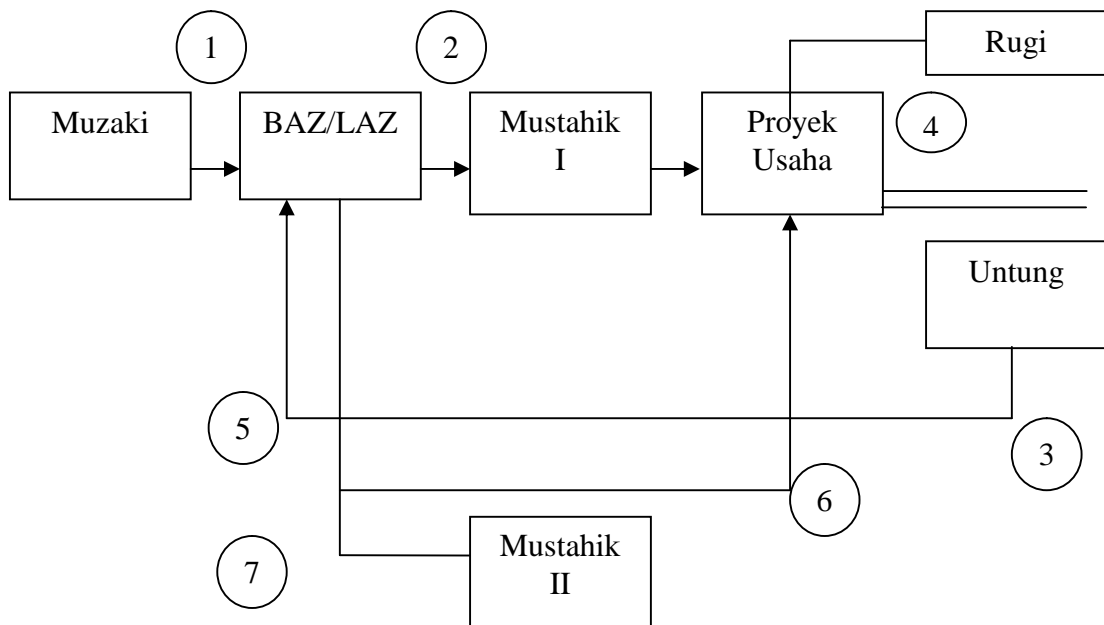 1
2
Rugi
Muzaki
BAZ/LAZ
Mustahik
I
Proyek
Usaha
4
Untung
5
3
6
7
Mustahik
II